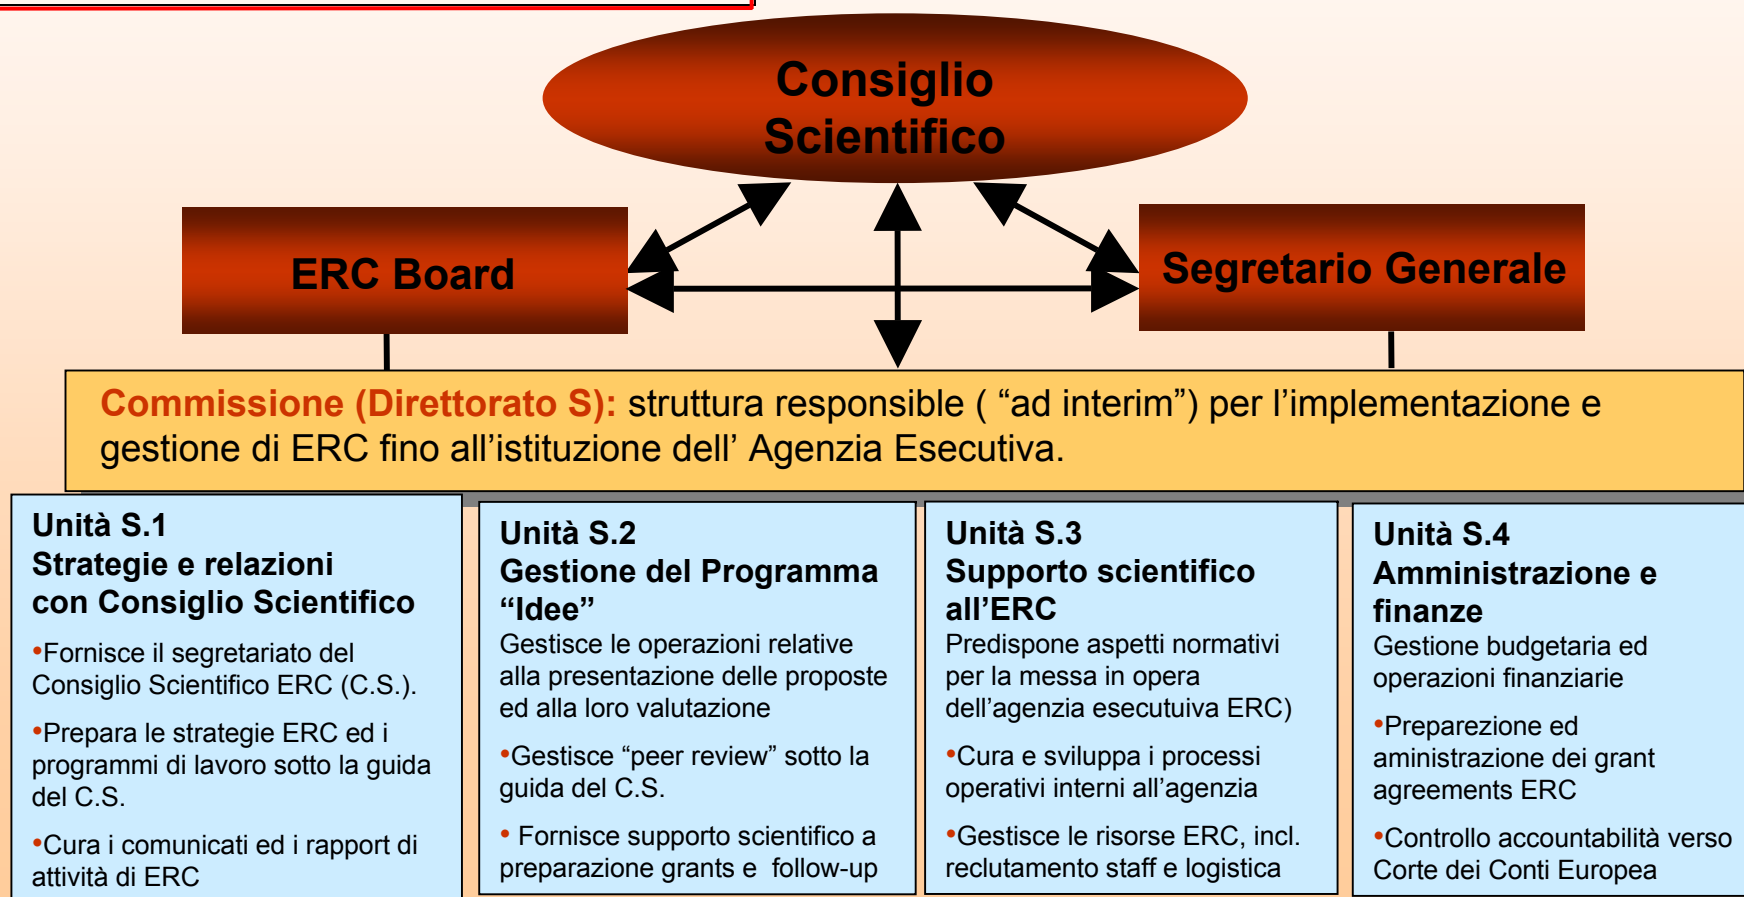 Consiglio
Scientifico
ERC Board
Segretario Generale
Commissione (Direttorato S): struttura responsible ( “ad interim”) per l’implementazione e
gestione di ERC fino all’istituzione dell’ Agenzia Esecutiva.
Unità S.1
Strategie e relazioni
con Consiglio Scientifico
•Fornisce il segretariato del
Consiglio Scientifico ERC (C.S.).
•Prepara le strategie ERC ed i
programmi di lavoro sotto la guida
del C.S.
•Cura i comunicati ed i rapport di
attività di ERC
Unità S.2
Gestione del Programma
“Idee”
Gestisce le operazioni relative
alla presentazione delle proposte
ed alla loro valutazione
•Gestisce “peer review” sotto la
guida del C.S.
• Fornisce supporto scientifico a
preparazione grants e follow-up
Unità S.3
Supporto scientifico
all’ERC
Predispone aspetti normativi
per la messa in opera
dell’agenzia esecutuiva ERC)
•Cura e sviluppa i processi
operativi interni all’agenzia
•Gestisce le risorse ERC, incl.
reclutamento staff e logistica
Unità S.4
Amministrazione e
finanze
Gestione budgetaria ed
operazioni finanziarie
•Preparezione ed
aministrazione dei grant
agreements ERC
•Controllo accountabilità verso
Corte dei Conti Europea